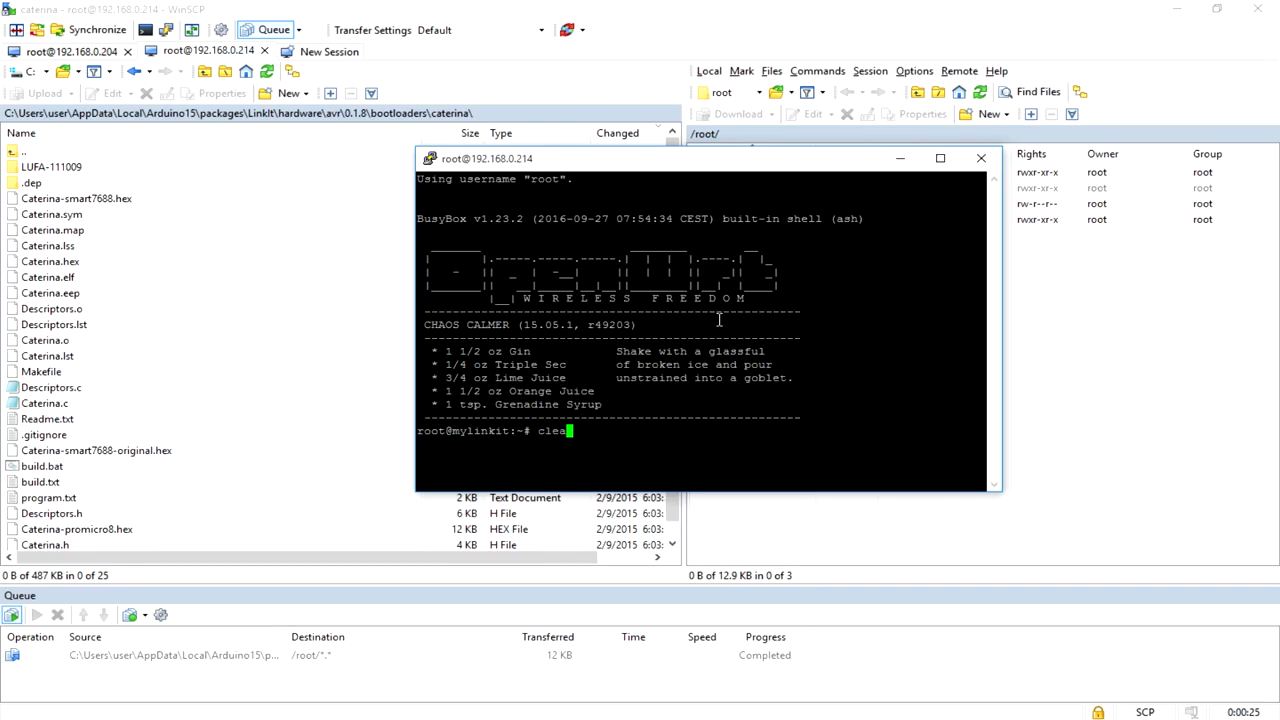 caterina - root@192.168.0.214 - WinSCP
Synchronize Queue Transfer Settings Default
root@192.168.0.204 root@192.168.0.214 New Session
C:
Upload Edit Properties New
C:\Users\user\AppData\Local\Arduino15\packages\LinkIt\hardware\avr\0.1.8\bootloaders\caterina\
Name Size Type Changed
..
LUFA-111009
.dep
Caterina-smart7688.hex
Caterina.sym
Caterina.map
Caterina.lss
Caterina.hex
Caterina.elf
Caterina.eep
Descriptors.o
Descriptors.lst
Caterina.o
Caterina.lst
Makefile
Descriptors.c
Caterina.c
Readme.txt
.gitignore
Caterina-smart7688-original.hex
build.bat
build.txt
program.txt 2 KB Text Document 2/9/2015 6:03:
Descriptors.h 6 KB H File 2/9/2015 6:03:
Caterina-promicro8.hex 12 KB HEX File 2/9/2015 6:03:
Caterina.h 4 KB H File 2/9/2015 6:03:
0 B of 487 KB in 0 of 25
Local Mark Files Commands Session Options Remote Help
root Find Files
Download Edit Properties New
/root/
Rights Owner Group
rwxr-xr-x root root
rwxr-xr-x root root
rw-r--r-- root root
rwxr-xr-x root root
0 B of 12.9 KB in 0 of 3
root@192.168.0.214
Using username "root".
BusyBox v1.23.2 (2016-09-27 07:54:34 CEST) built-in shell (ash)
OpenWrt
W I R E L E S S F R E E D O M
CHAOS CALMER (15.05.1, r49203)
* 1 1/2 oz Gin Shake with a glassful
* 1/4 oz Triple Sec of broken ice and pour
* 3/4 oz Lime Juice unstrained into a goblet.
* 1 1/2 oz Orange Juice
* 1 tsp. Grenadine Syrup
root@mylinkit:~# clea
Queue
Operation Source Destination Transferred Time Speed Progress
C:\Users\user\AppData\Local\Arduino15\p... /root/*.* 12 KB Completed
SCP 0:00:25